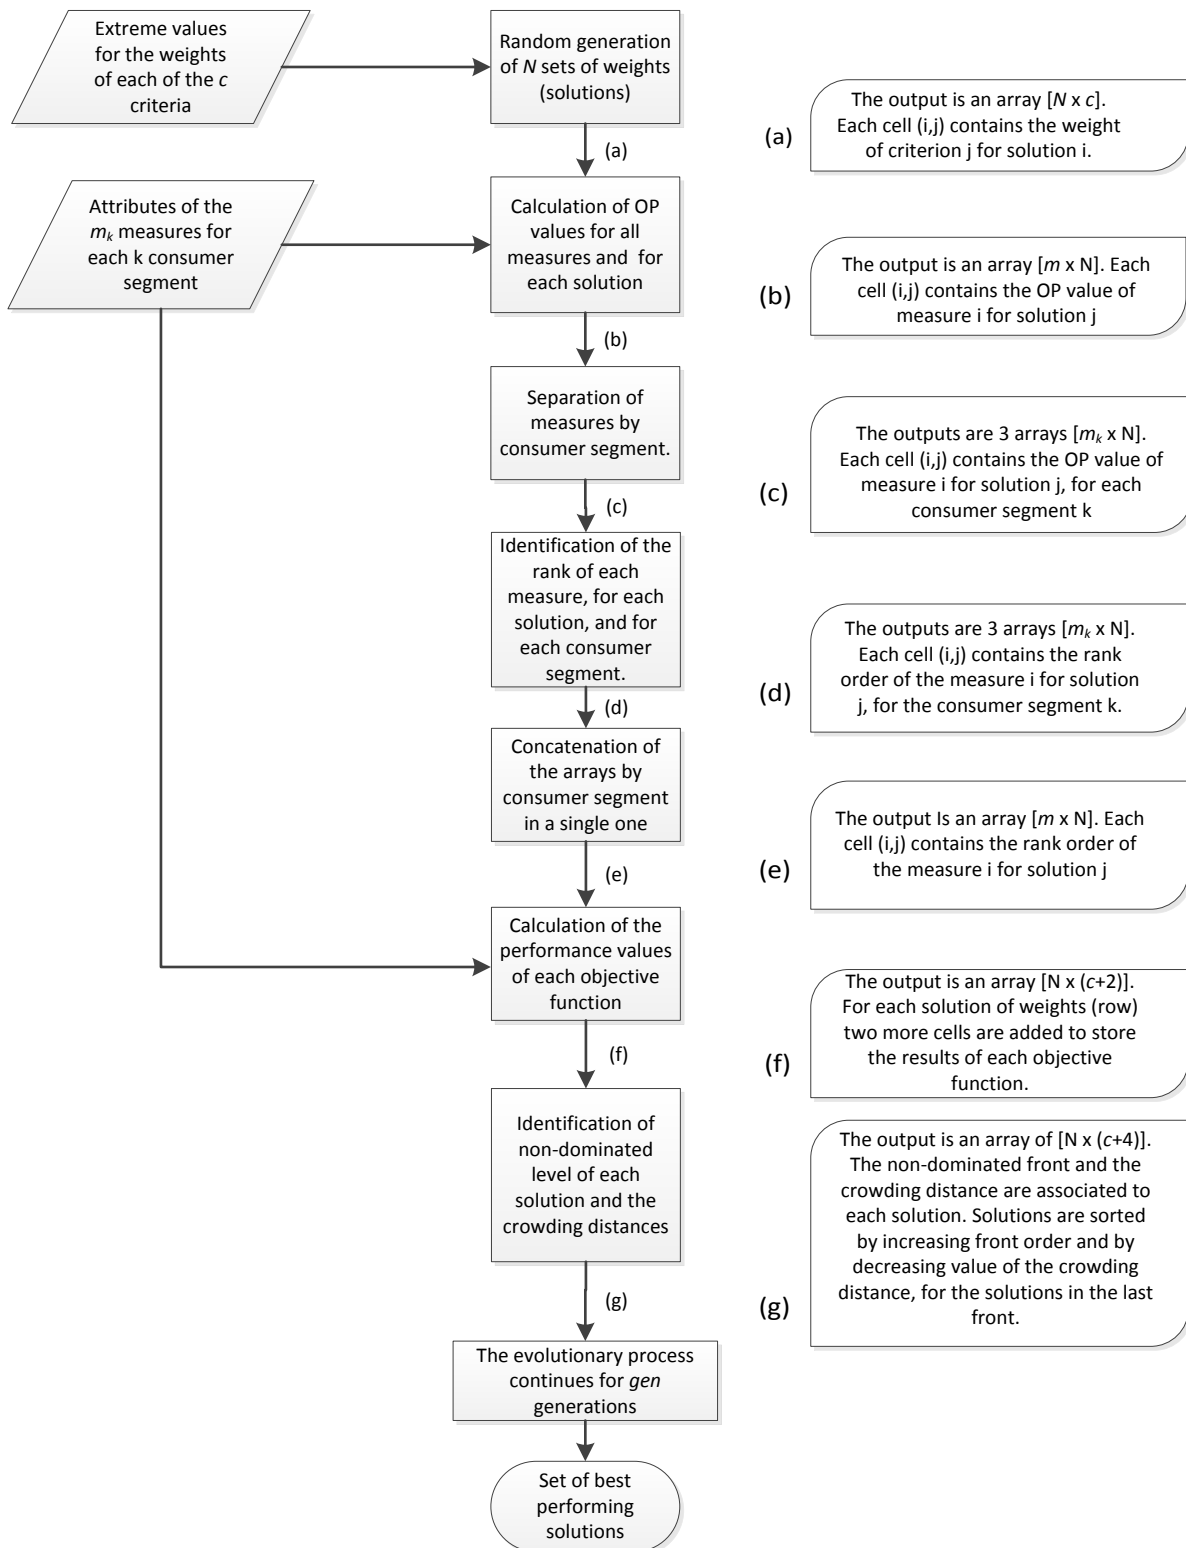 Extreme values
for the weights
of each of the c
criteria
Random generation
of N sets of weights
(solutions)
(a)
Attributes of the
mk measures for
each k consumer
segment
Calculation of OP
values for all
measures and for
each solution
(b)
Separation of
measures by
consumer segment.
(c)
Identification of the
rank of each
measure, for each
solution, and for
each consumer
segment.
(d)
Concatenation of
the arrays by
consumer segment
in a single one
(e)
Calculation of the
performance values
of each objective
function
(f)
Identification of
non-dominated
level of each
solution and the
crowding distances
(g)
The evolutionary process
continues for gen
generations
Set of best
performing
solutions
(a)
The output is an array [N x c].
Each cell (i,j) contains the weight
of criterion j for solution i.
(b)
The output is an array [m x N]. Each
cell (i,j) contains the OP value of
measure i for solution j
(c)
The outputs are 3 arrays [mk x N].
Each cell (i,j) contains the OP value of
measure i for solution j, for each
consumer segment k
(d)
The outputs are 3 arrays [mk x N].
Each cell (i,j) contains the rank
order of the measure i for solution
j, for the consumer segment k.
(e)
The output Is an array [m x N]. Each
cell (i,j) contains the rank order of
the measure i for solution j
(f)
The output is an array [N x (c+2)].
For each solution of weights (row)
two more cells are added to store
the results of each objective
function.
(g)
The output is an array of [N x (c+4)].
The non-dominated front and the
crowding distance are associated to
each solution. Solutions are sorted
by increasing front order and by
decreasing value of the crowding
distance, for the solutions in the last
front.